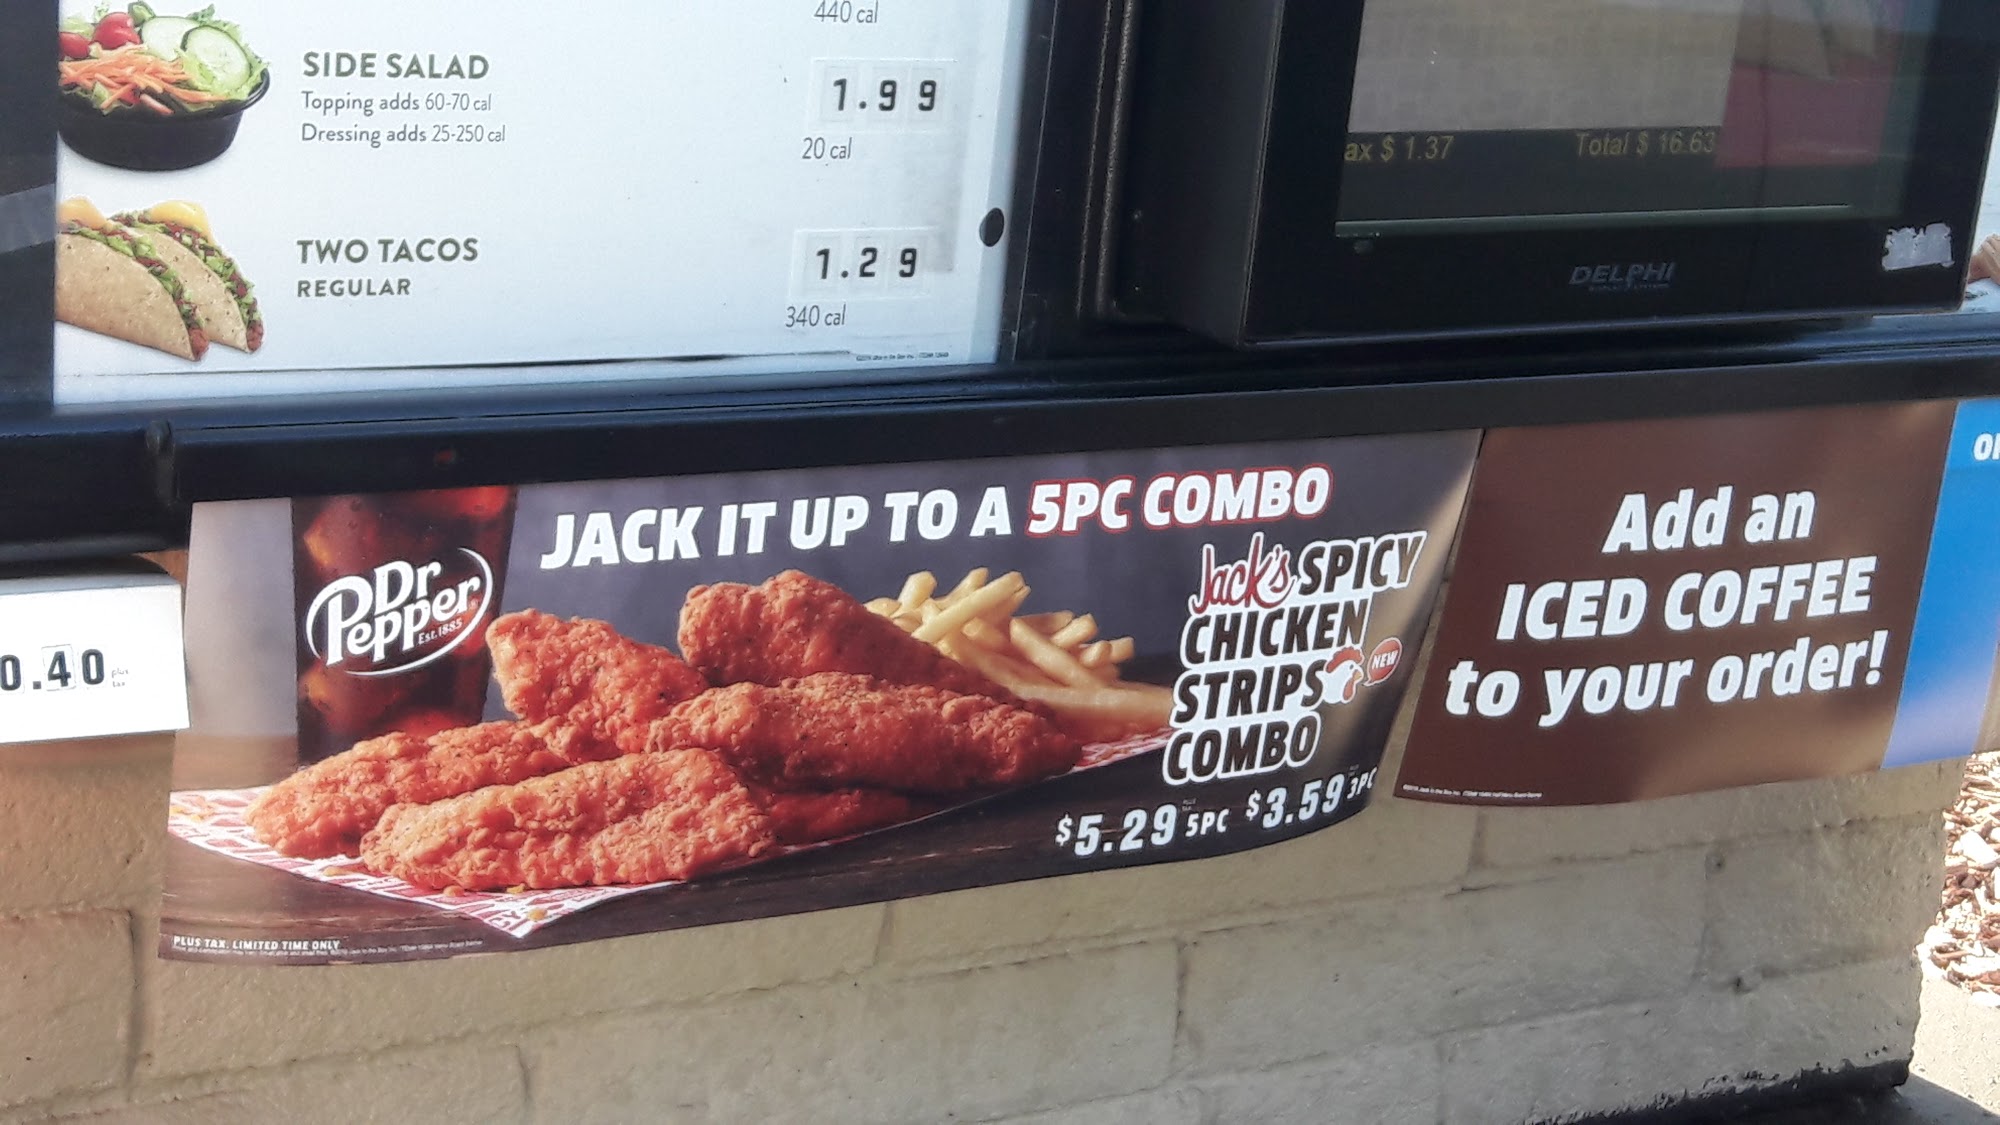 440 cal
SIDE SALAD
Topping adds 60-70 cal
Dressing adds 25-250 cal
1.99
20 cal
TWO TACOS
REGULAR
1.29
340 cal
ax $ 1.37 Total $ 16.63
DELPHI
0.40 plus tax
JACK IT UP TO A 5PC COMBO
Dr
Pepper
Est. 1885
Jack's SPICY
CHICKEN
STRIPS
NEW
COMBO
$5.29 5PC $3.59 3PC
PLUS TAX. LIMITED TIME ONLY
Add an
ICED COFFEE
to your order!